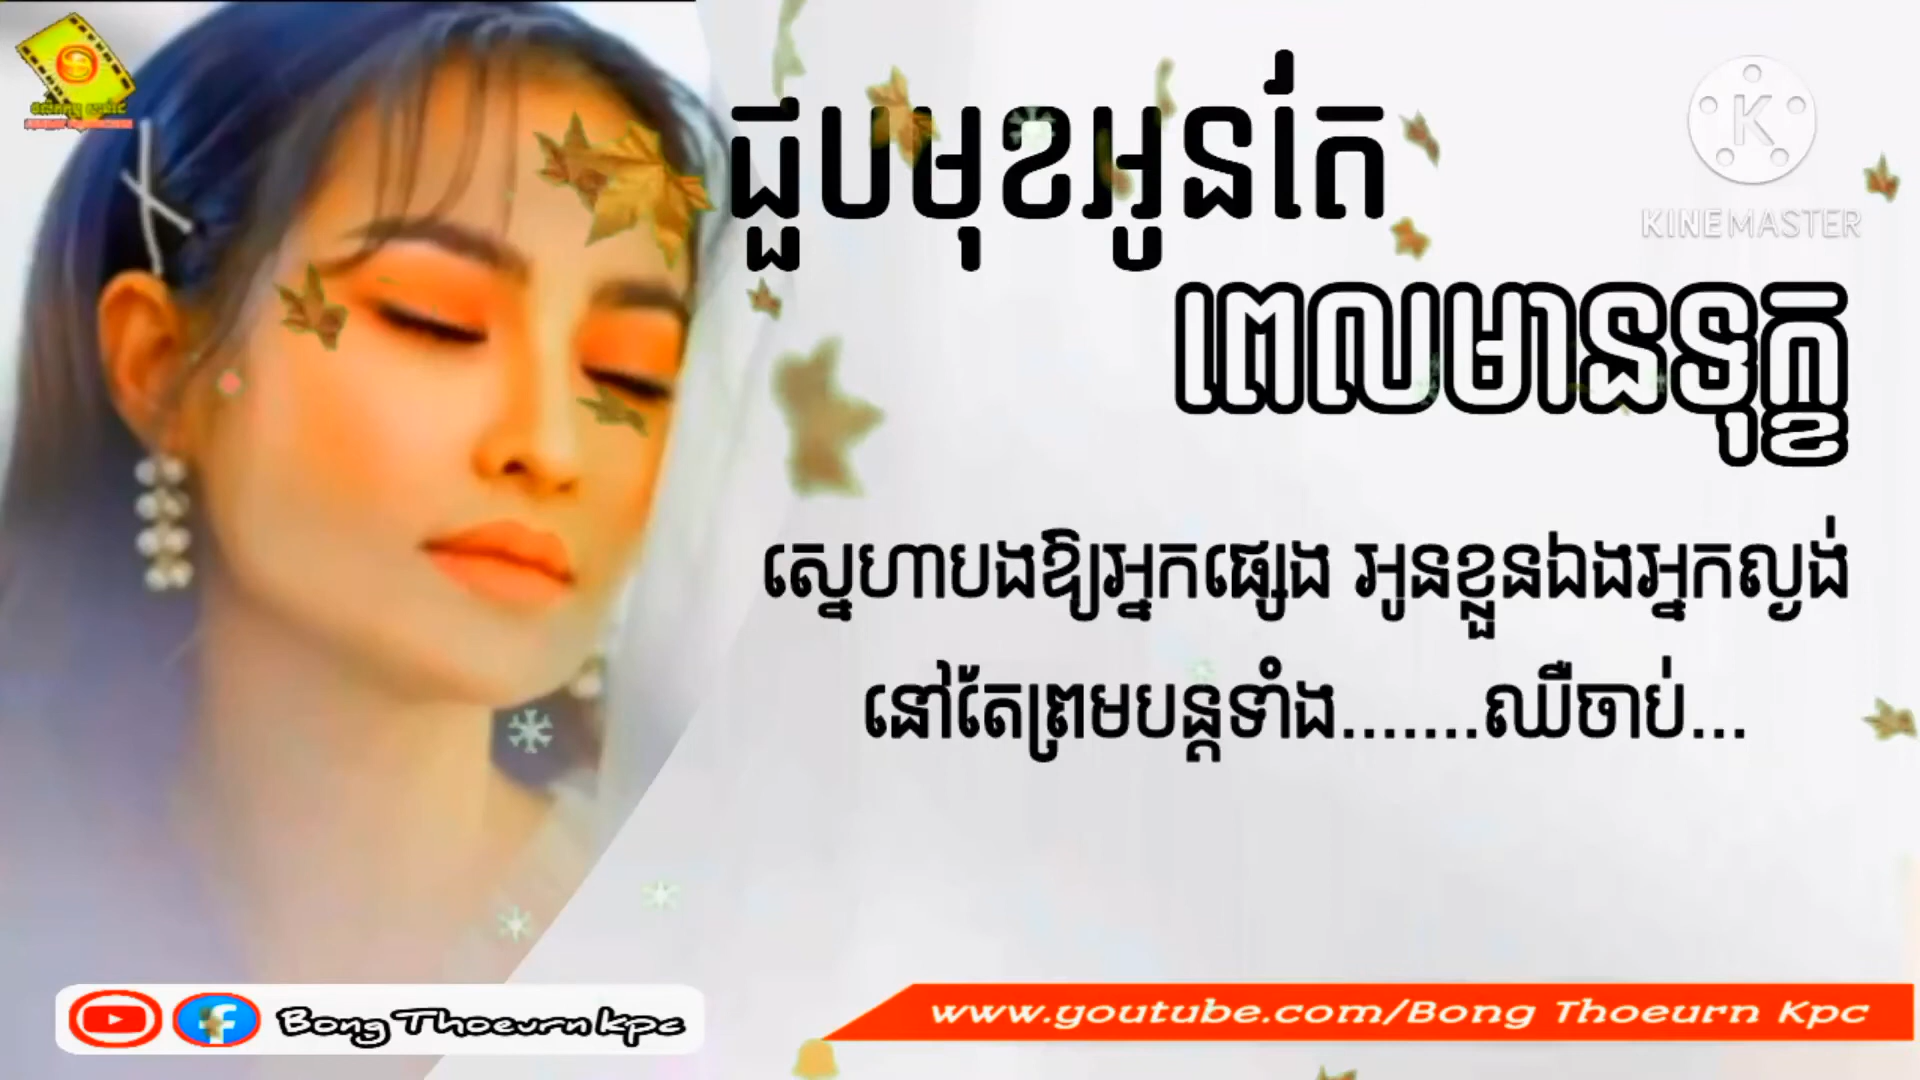 ជួបមុខអូនតែ
ពេលមានទុក្ខ
KINEMASTER
ស្នេហាបងឱ្យអ្នកផ្សេង អូនខ្លួនឯងអ្នកល្ងង់
នៅតែព្រមបន្តទាំង.......ឈឺចាប់...
Bong Thoeurn kpc
www.youtube.com/Bong Thoeurn Kpc